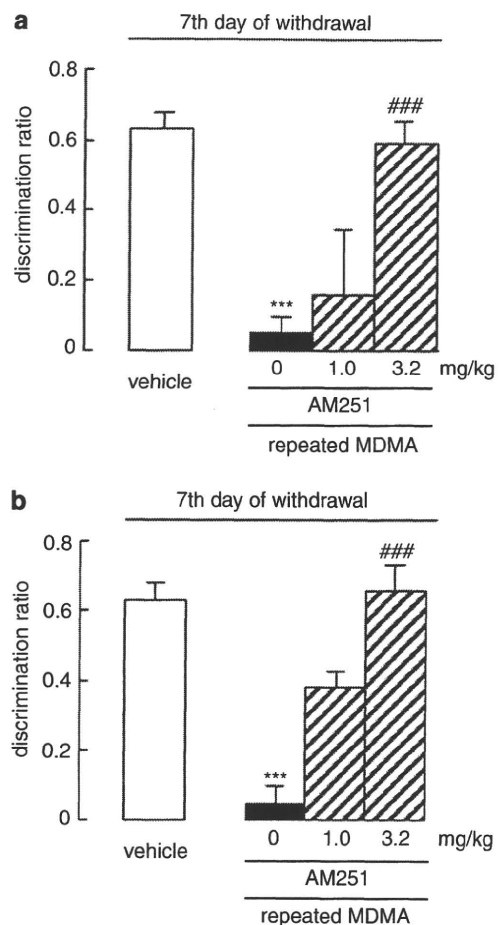 a
7th day of withdrawal
0.8
0.6
0.4
0.2
0
discrimination ratio
***
###
vehicle
0 1.0 3.2 mg/kg
AM251
repeated MDMA
b
7th day of withdrawal
0.8
0.6
0.4
0.2
0
discrimination ratio
***
###
vehicle
0 1.0 3.2 mg/kg
AM251
repeated MDMA